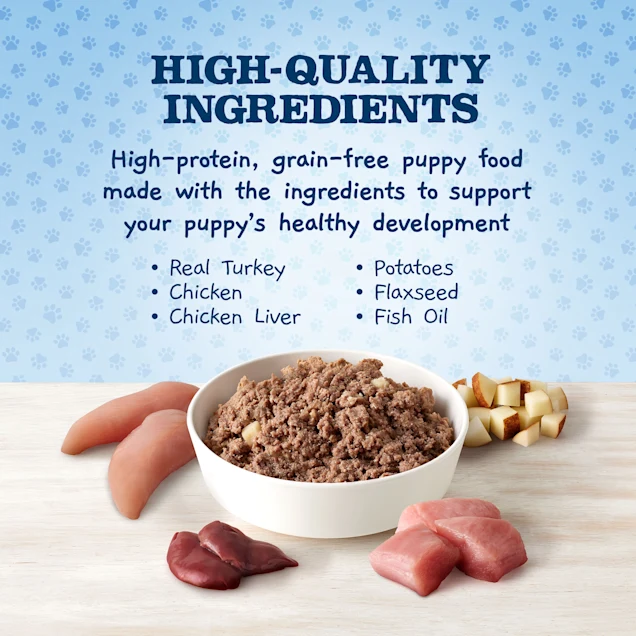 HIGH-QUALITY
INGREDIENTS
High-protein, grain-free puppy food
made with the ingredients to support
your puppy's healthy development
• Real Turkey
• Chicken
• Chicken Liver
• Potatoes
• Flaxseed
• Fish Oil